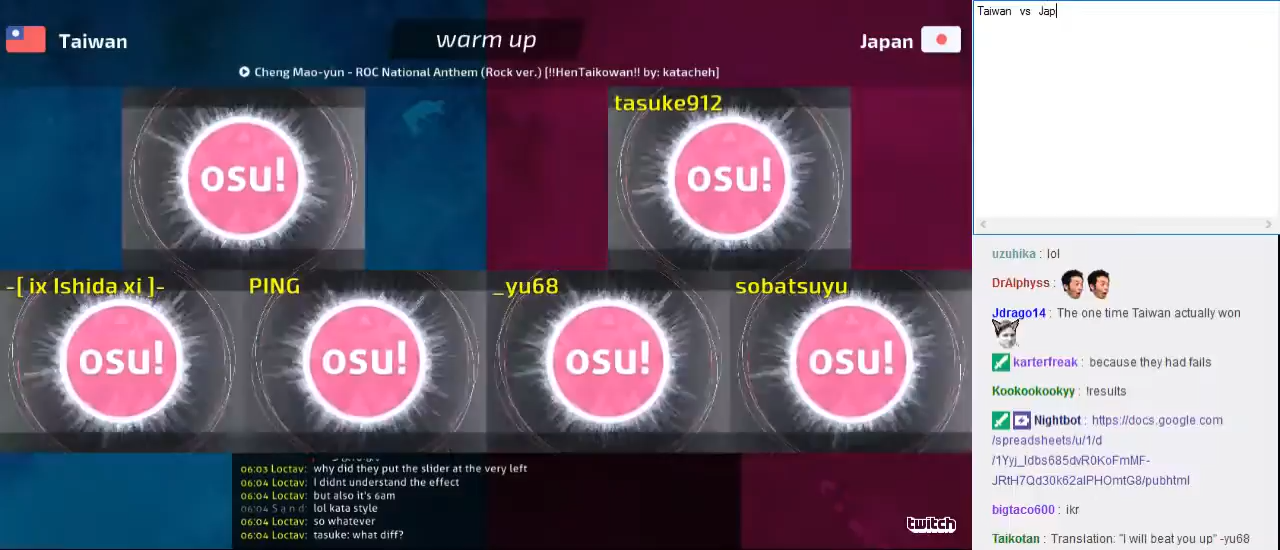 Taiwan
warm up
Japan
Cheng Mao-yun - ROC National Anthem (Rock ver.) [!!HenTaikowan!! by: katacheh]
tasuke912
osu!
osu!
-[ ix Ishida xi ]-
PING
_yu68
sobatsuyu
osu!
osu!
osu!
osu!
06:03 Loctav: why did they put the slider at the very left
06:04 Loctav: I didnt understand the effect
06:04 Loctav: but also it's 6am
06:04 S a n d: lol kata style
06:04 Loctav: so whatever
06:04 Loctav: tasuke: what diff?
twitch
Taiwan vs Jap
uzuhika : lol
DrAlphyss :
Jdrago14 : The one time Taiwan actually won
karterfreak : because they had fails
Kookookookyy : !results
Nightbot : https://docs.google.com
/spreadsheets/u/1/d
/1Yyj_Idbs685dvR0KoFmMF-
JRtH7Qd30k62alPHOmtG8/pubhtml
bigtaco600 : ikr
Taikotan : Translation: "I will beat you up" -yu68